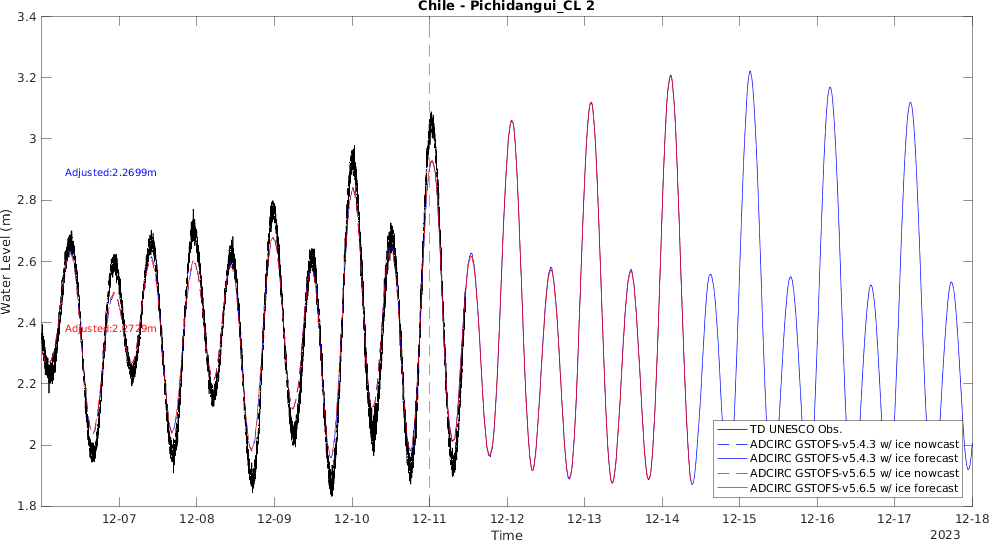 Chile - Pichidangui_CL 2
3.4
3.2
3
2.8
2.6
2.4
2.2
2
1.8
Water Level (m)
Adjusted:2.2699m
Adjusted:2.2729m
TD UNESCO Obs.
ADCIRC GSTOFS-v5.4.3 w/ ice nowcast
ADCIRC GSTOFS-v5.4.3 w/ ice forecast
ADCIRC GSTOFS-v5.6.5 w/ ice nowcast
ADCIRC GSTOFS-v5.6.5 w/ ice forecast
12-07 12-08 12-09 12-10 12-11 12-12 12-13 12-14 12-15 12-16 12-17 12-18
Time
2023